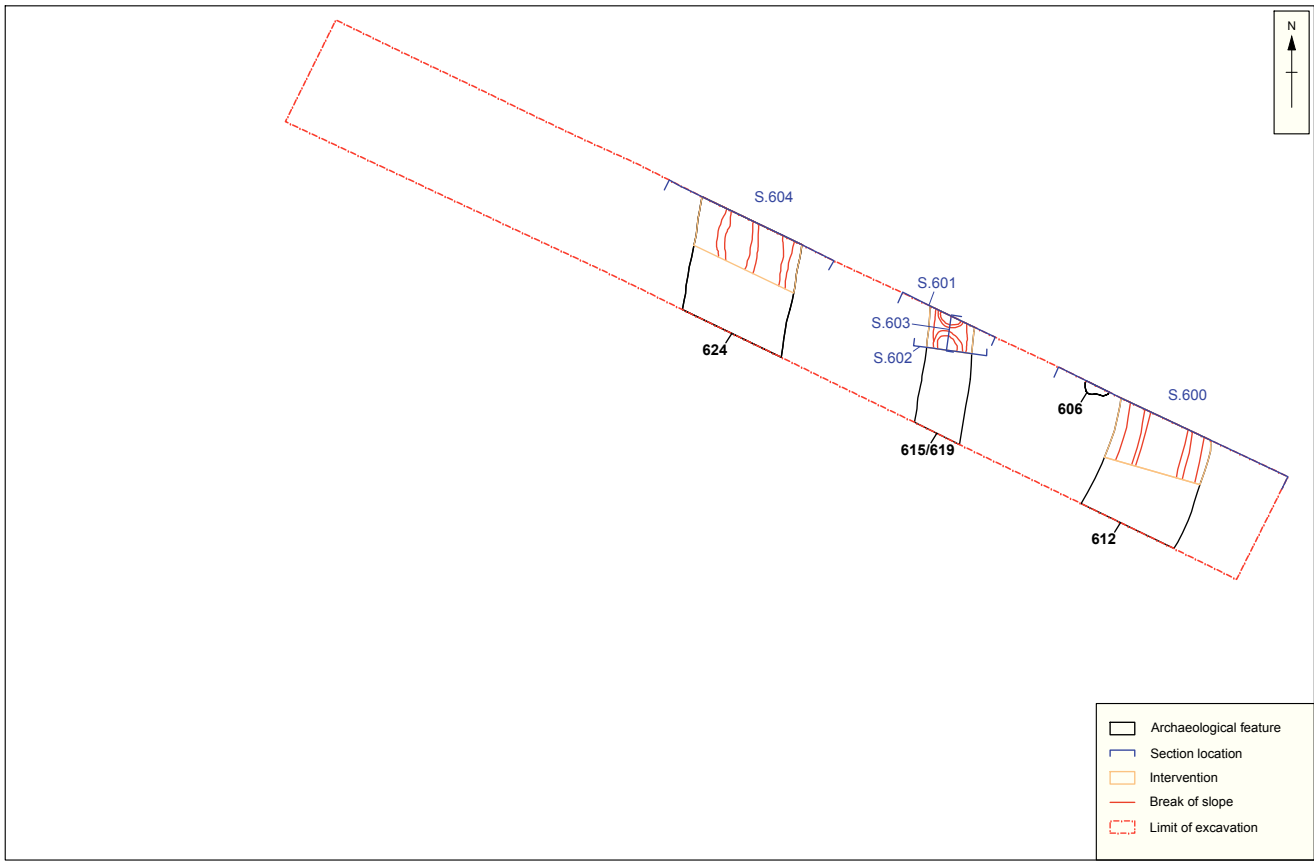 N
S.604
S.601
S.603
S.602
624
606
S.600
615/619
612
Archaeological feature
Section location
Intervention
Break of slope
Limit of excavation